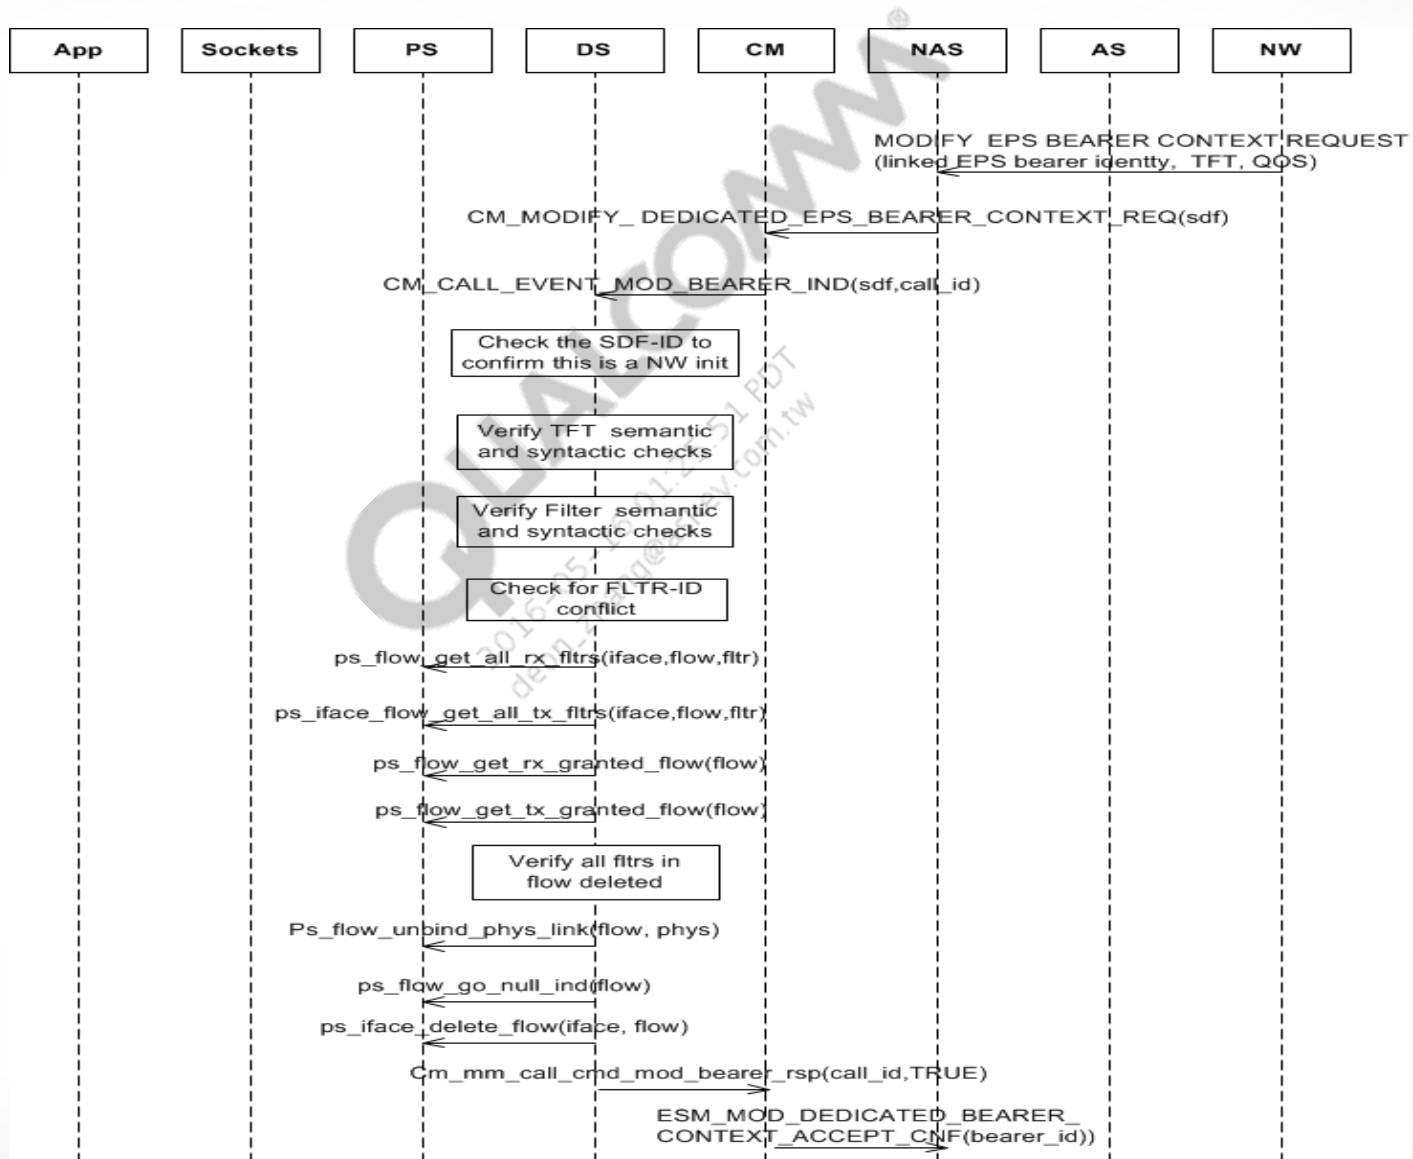 App Sockets PS DS CM NAS AS NW
MODIFY EPS BEARER CONTEXT REQUEST
(linked EPS bearer identty, TFT, QOS)
CM_MODIFY_ DEDICATED_EPS_BEARER_CONTEXT_REQ(sdf)
CM_CALL_EVENT_MOD_BEARER_IND(sdf,call_id)
Check the SDF-ID to
confirm this is a NW init
Verify TFT semantic
and syntactic checks
Verify Filter semantic
and syntactic checks
Check for FLTR-ID
conflict
ps_flow_get_all_rx_fltrs(iface,flow,fltr)
ps_iface_flow_get_all_tx_fltrs(iface,flow,fltr)
ps_flow_get_rx_granted_flow(flow)
ps_flow_get_tx_granted_flow(flow)
Verify all fltrs in
flow deleted
Ps_flow_unbind_phys_link(flow, phys)
ps_flow_go_null_ind(flow)
ps_iface_delete_flow(iface, flow)
Cm_mm_call_cmd_mod_bearer_rsp(call_id,TRUE)
ESM_MOD_DEDICATED_BEARER_
CONTEXT_ACCEPT_CNF(bearer_id))
QUALCOMM®
PDT